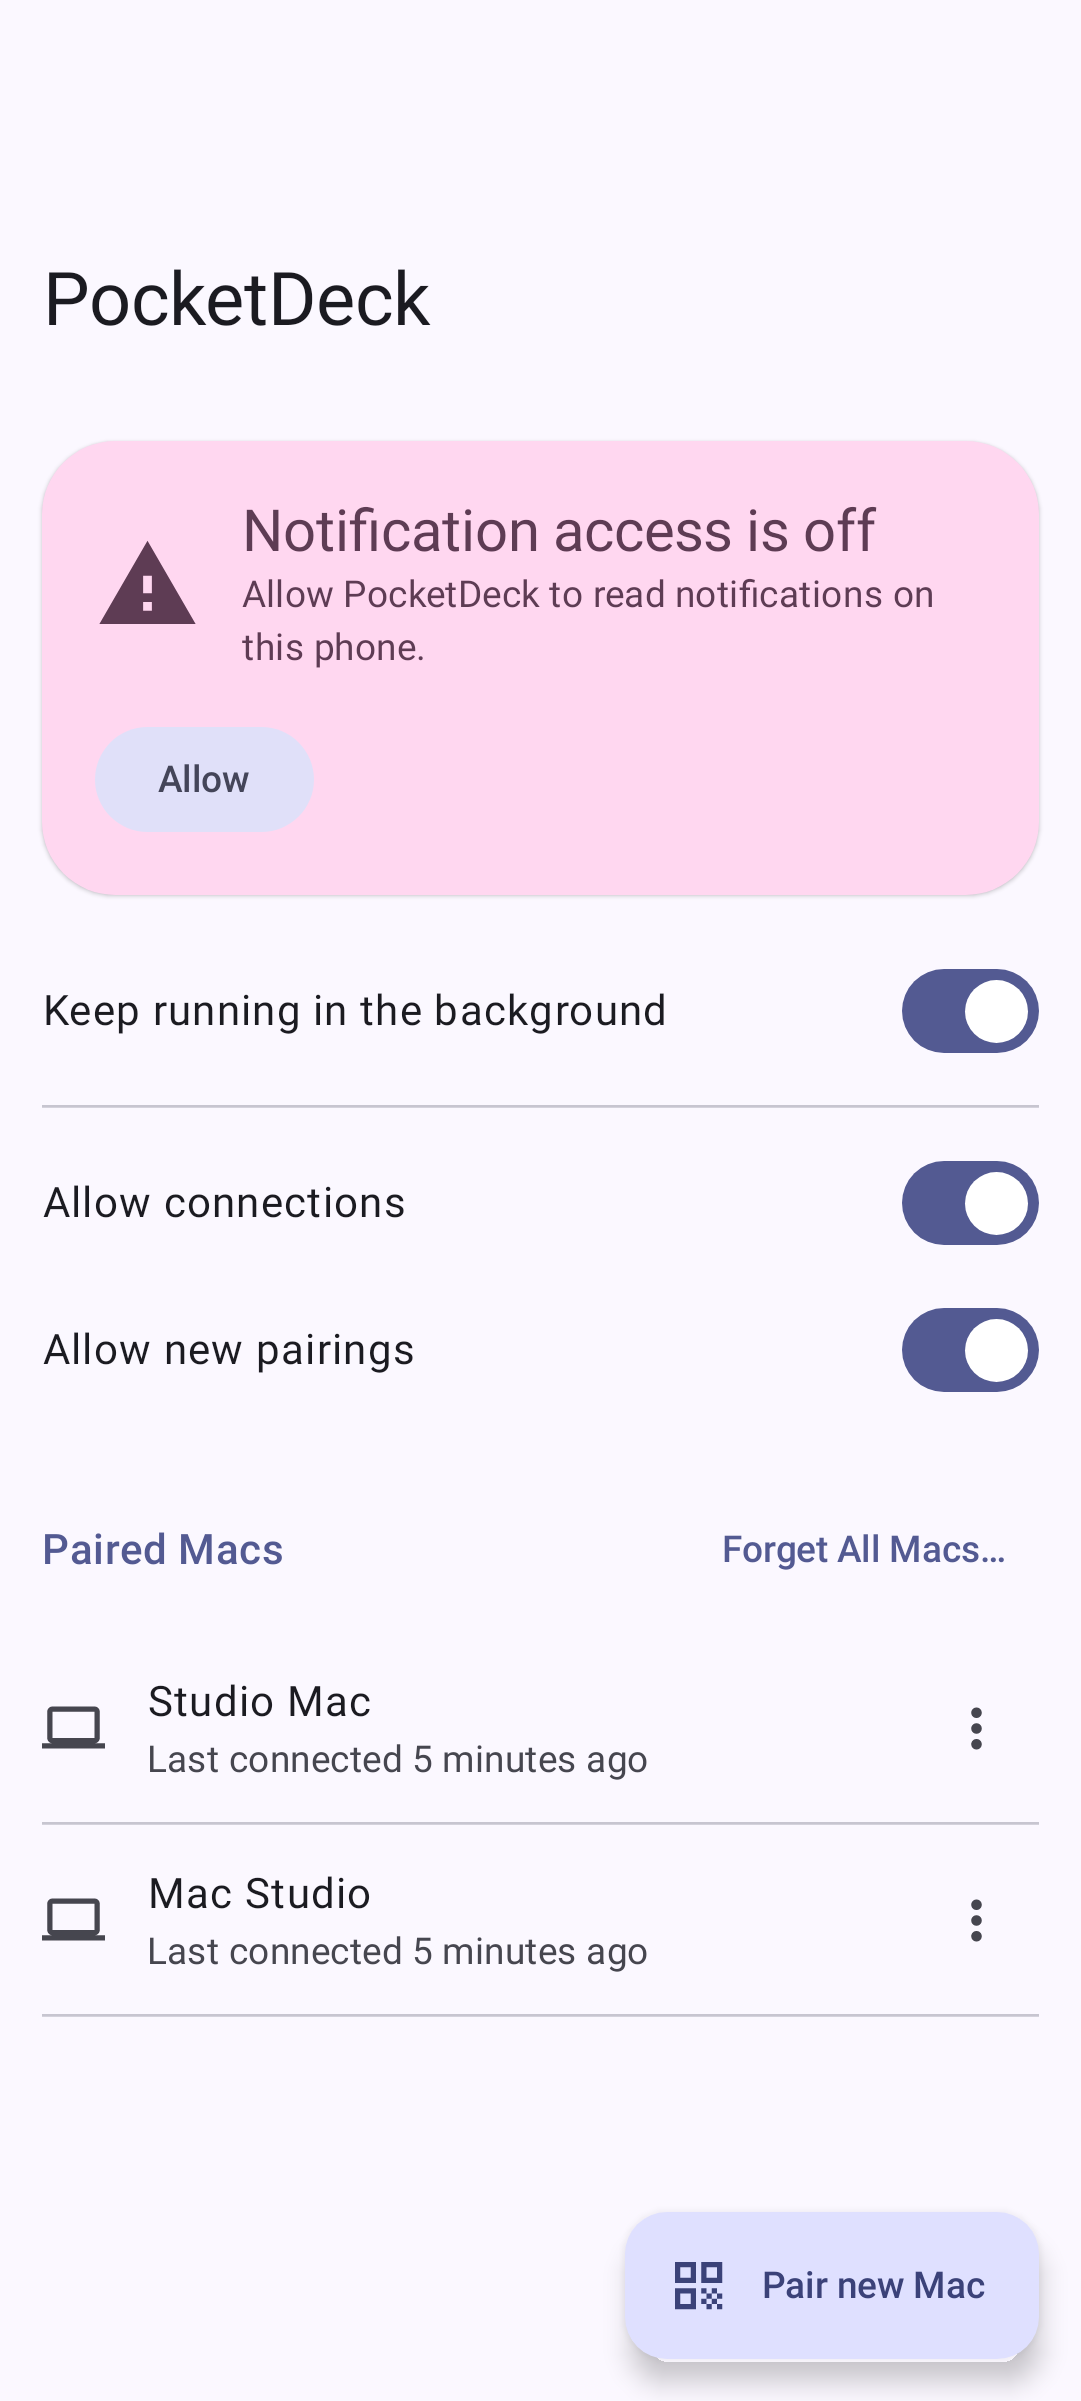 PocketDeck
Notification access is off
Allow PocketDeck to read notifications on
this phone.
Allow
Keep running in the background
Allow connections
Allow new pairings
Paired Macs
Forget All Macs...
Studio Mac
Last connected 5 minutes ago
Mac Studio
Last connected 5 minutes ago
Pair new Mac